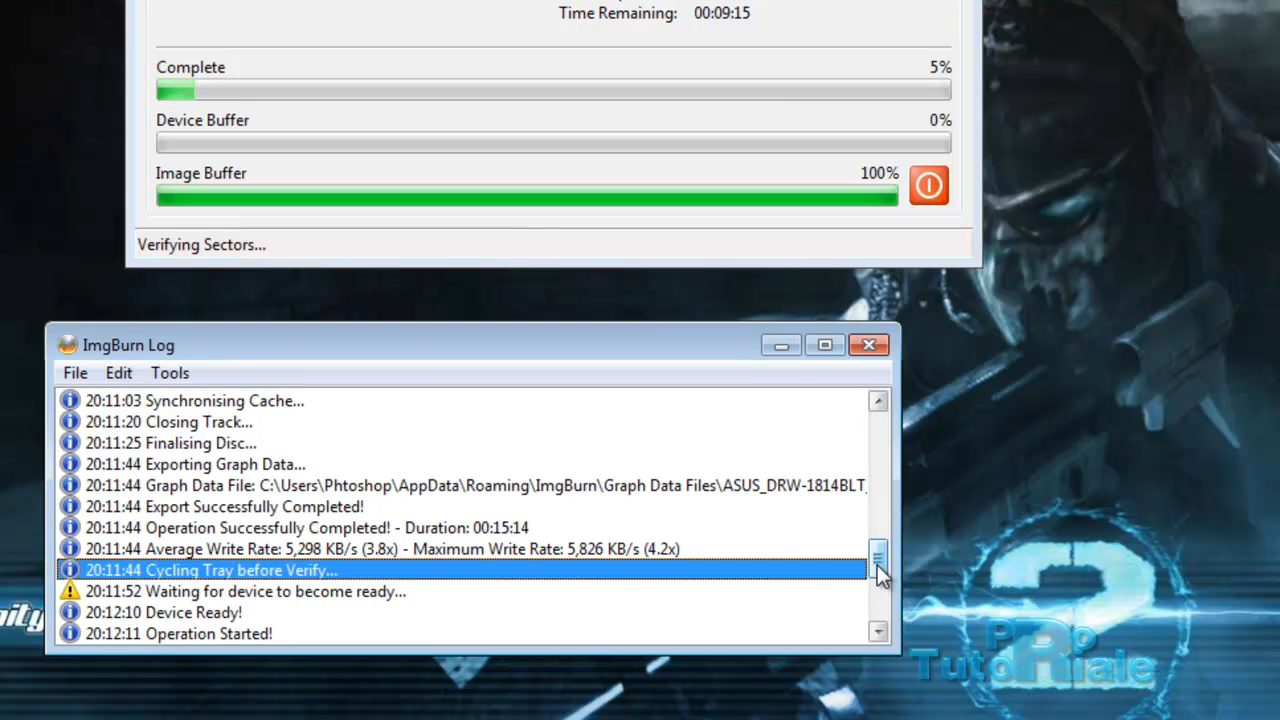 Time Remaining: 00:09:15
Complete 5%
Device Buffer 0%
Image Buffer 100%
Verifying Sectors...
ImgBurn Log
File Edit Tools
20:11:03 Synchronising Cache...
20:11:20 Closing Track...
20:11:25 Finalising Disc...
20:11:44 Exporting Graph Data...
20:11:44 Graph Data File: C:\Users\Phtoshop\AppData\Roaming\ImgBurn\Graph Data Files\ASUS_DRW-1814BLT_
20:11:44 Export Successfully Completed!
20:11:44 Operation Successfully Completed! - Duration: 00:15:14
20:11:44 Average Write Rate: 5,298 KB/s (3.8x) - Maximum Write Rate: 5,826 KB/s (4.2x)
20:11:44 Cycling Tray before Verify...
20:11:52 Waiting for device to become ready...
20:12:10 Device Ready!
20:12:11 Operation Started!
2